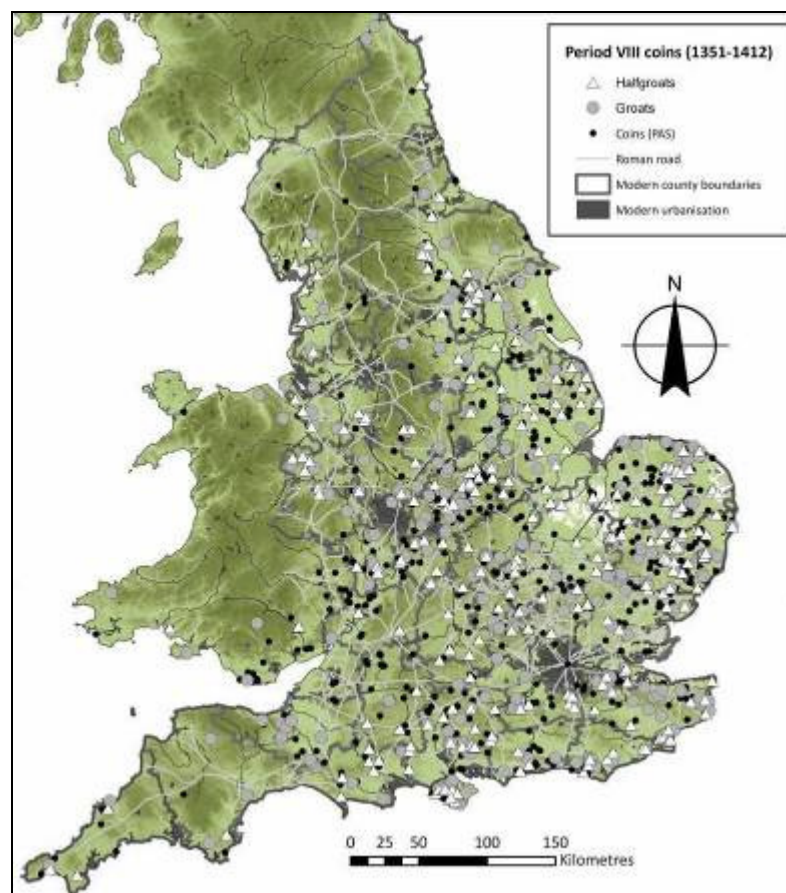 Period VIII coins (1351-1412)
Halfgroats
Groats
Coins (PAS)
Roman road
Modern county boundaries
Modern urbanisation
N
0 25 50 100 150
Kilometres